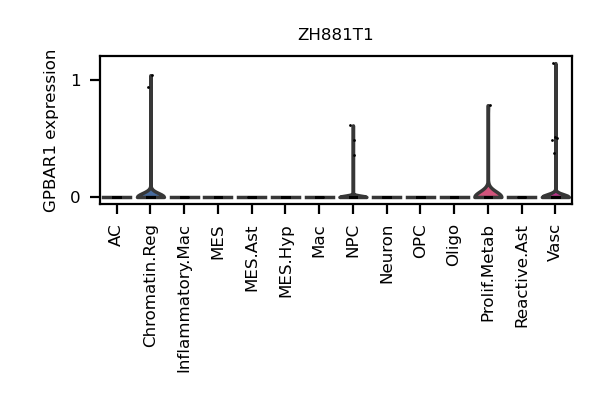 ZH881T1
GPBAR1 expression
1
0
AC
Chromatin.Reg
Inflammatory.Mac
MES
MES.Ast
MES.Hyp
Mac
NPC
Neuron
OPC
Oligo
Prolif.Metab
Reactive.Ast
Vasc